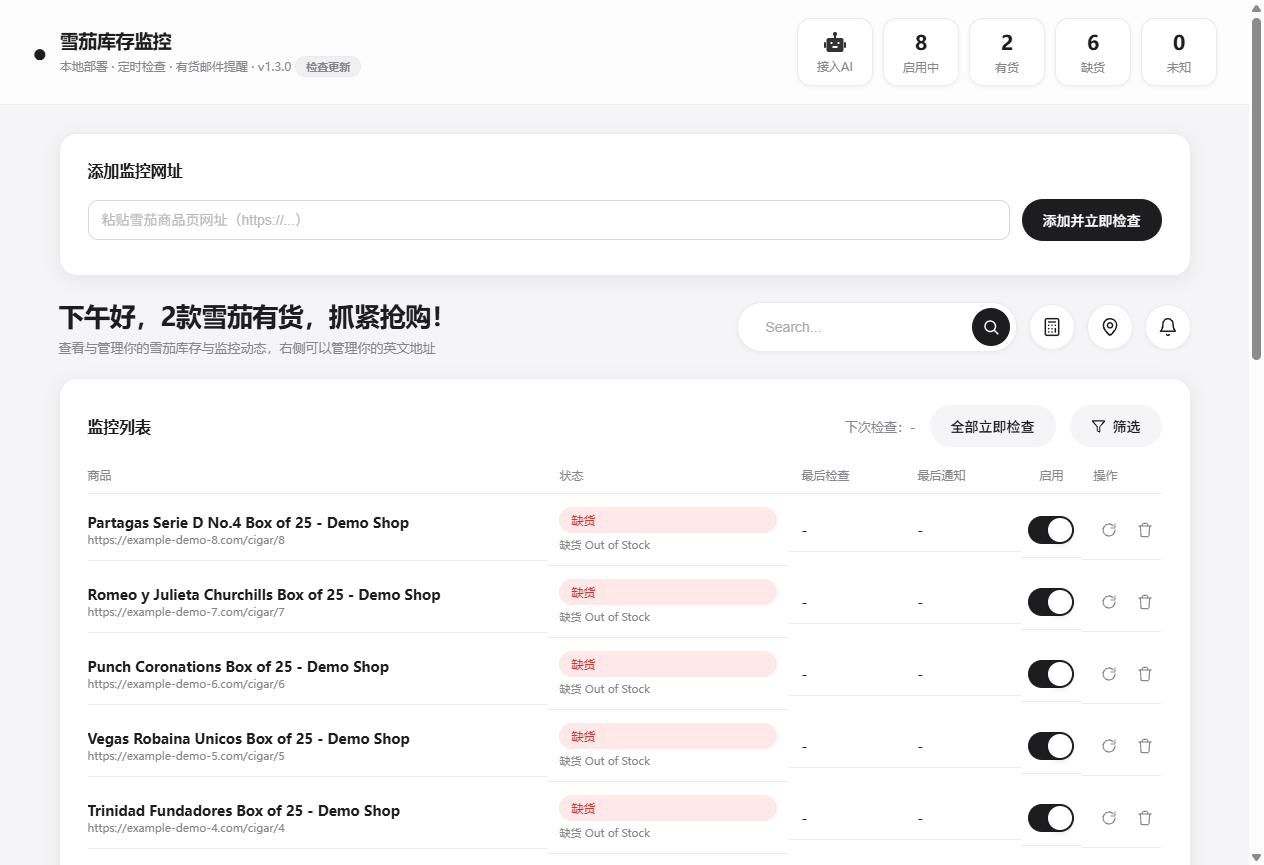 雪茄库存监控
本地部署 · 定时检查 · 有货邮件提醒 · v1.3.0 检查更新
接入AI
8
启用中
2
有货
6
缺货
0
未知
添加监控网址
粘贴雪茄商品页网址（https://...）
添加并立即检查
下午好，2款雪茄有货，抓紧抢购！
查看与管理你的雪茄库存与监控动态，右侧可以管理你的英文地址
Search...
监控列表
下次检查：-
全部立即检查
筛选
商品 状态 最后检查 最后通知 启用 操作
Partagas Serie D No.4 Box of 25 - Demo Shop
https://example-demo-8.com/cigar/8
缺货
缺货 Out of Stock
- -
Romeo y Julieta Churchills Box of 25 - Demo Shop
https://example-demo-7.com/cigar/7
缺货
缺货 Out of Stock
- -
Punch Coronations Box of 25 - Demo Shop
https://example-demo-6.com/cigar/6
缺货
缺货 Out of Stock
- -
Vegas Robaina Unicos Box of 25 - Demo Shop
https://example-demo-5.com/cigar/5
缺货
缺货 Out of Stock
- -
Trinidad Fundadores Box of 25 - Demo Shop
https://example-demo-4.com/cigar/4
缺货
缺货 Out of Stock
- -